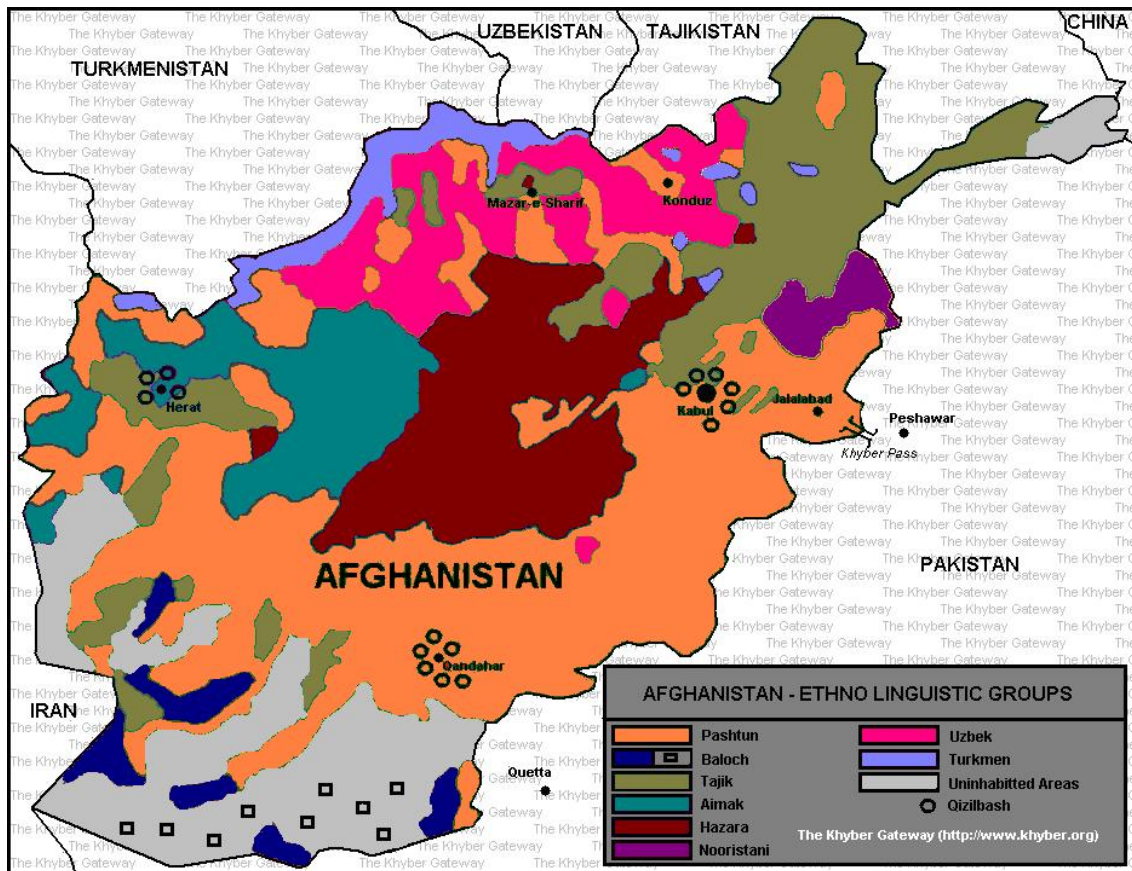 CHINA
UZBEKISTAN
TAJIKISTAN
TURKMENISTAN
The Khyber Gateway
Mazar-e-Sharif
Konduz
Herat
Kabul
Jalalabad
Peshawar
Khyber Pass
AFGHANISTAN
PAKISTAN
Qandahar
IRAN
Quetta
AFGHANISTAN - ETHNO LINGUISTIC GROUPS
Pashtun
Baloch
Tajik
Aimak
Hazara
Nooristani
Uzbek
Turkmen
Uninhabitted Areas
Qizilbash
The Khyber Gateway (http://www.khyber.org)